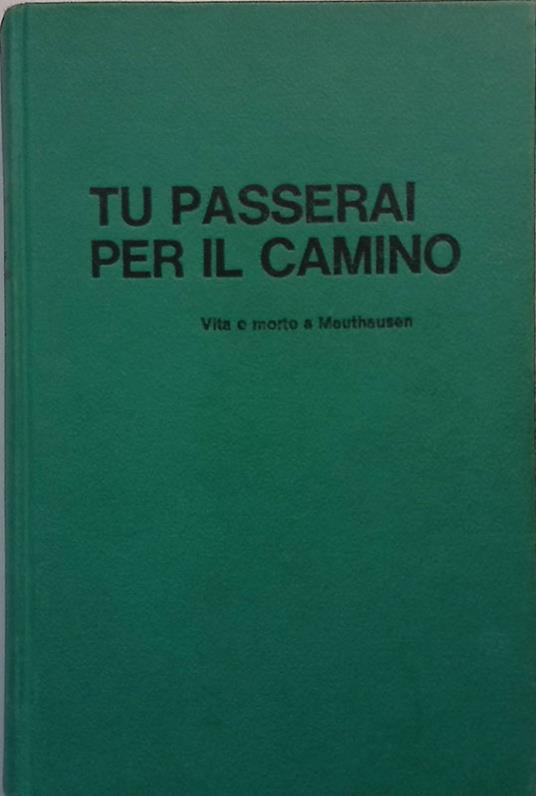 TU PASSERAI
PER IL CAMINO
Vita e morte a Mauthausen